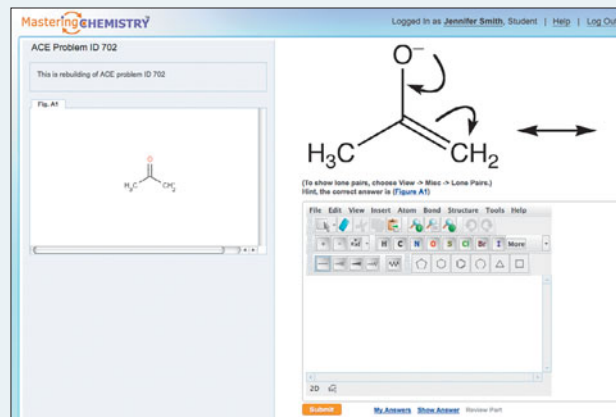 MasteringCHEMISTRY
Logged in as Jennifer Smith, Student | Help | Log Out
ACE Problem ID 702
This is rebuilding of ACE problem ID 702
Fig. A1
O
H₃C CH₂⁻
O⁻
H₃C CH₂
(To show lone pairs, choose View -> Misc -> Lone Pairs.)
Hint, the correct answer is (Figure A1)
File Edit View Insert Atom Bond Structure Tools Help
H C N O S Cl Br I More
2D
Submit My Answers Show Answer Review Part